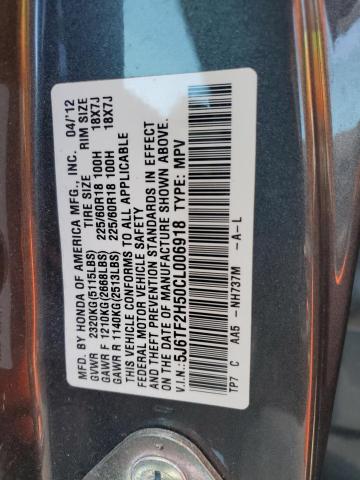 MFD. BY HONDA OF AMERICA MFG., INC. 04/'12
TIRE SIZE RIM SIZE
GVWR 2320KG(5115LBS)
GAWR F 1210KG(2668LBS) 225/60R18 100H 18X7J
GAWR R 1140KG(2513LBS) 225/60R18 100H 18X7J
THIS VEHICLE CONFORMS TO ALL APPLICABLE
FEDERAL MOTOR VEHICLE SAFETY
AND THEFT PREVENTION STANDARDS IN EFFECT
ON THE DATE OF MANUFACTURE SHOWN ABOVE.
V.I.N.: 5J6TF2H50CL006918 TYPE: MPV
TP7 C AA5 -NH737M -A-L